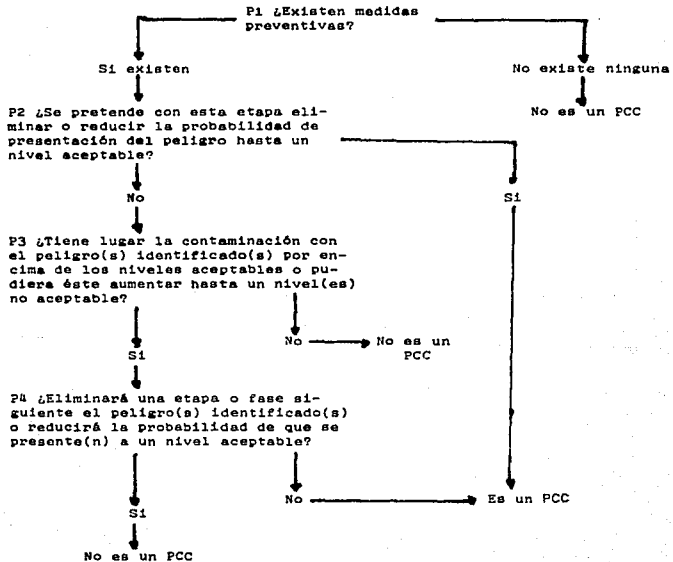 P1 ¿Existen medidas
preventivas?
Si existen
No existe ninguna
No es un PCC
P2 ¿Se pretende con esta etapa eli-
minar o reducir la probabilidad de
presentación del peligro hasta un
nivel aceptable?
No
Si
P3 ¿Tiene lugar la contaminación con
el peligro(s) identificado(s) por en-
cima de los niveles aceptables o pu-
diera éste aumentar hasta un nivel(es)
no aceptable?
Si
No
No es un
PCC
P4 ¿Eliminará una etapa o fase si-
guiente el peligro(s) identificado(s)
o reducirá la probabilidad de que se
presente(n) a un nivel aceptable?
Si
No
Es un PCC
No es un PCC